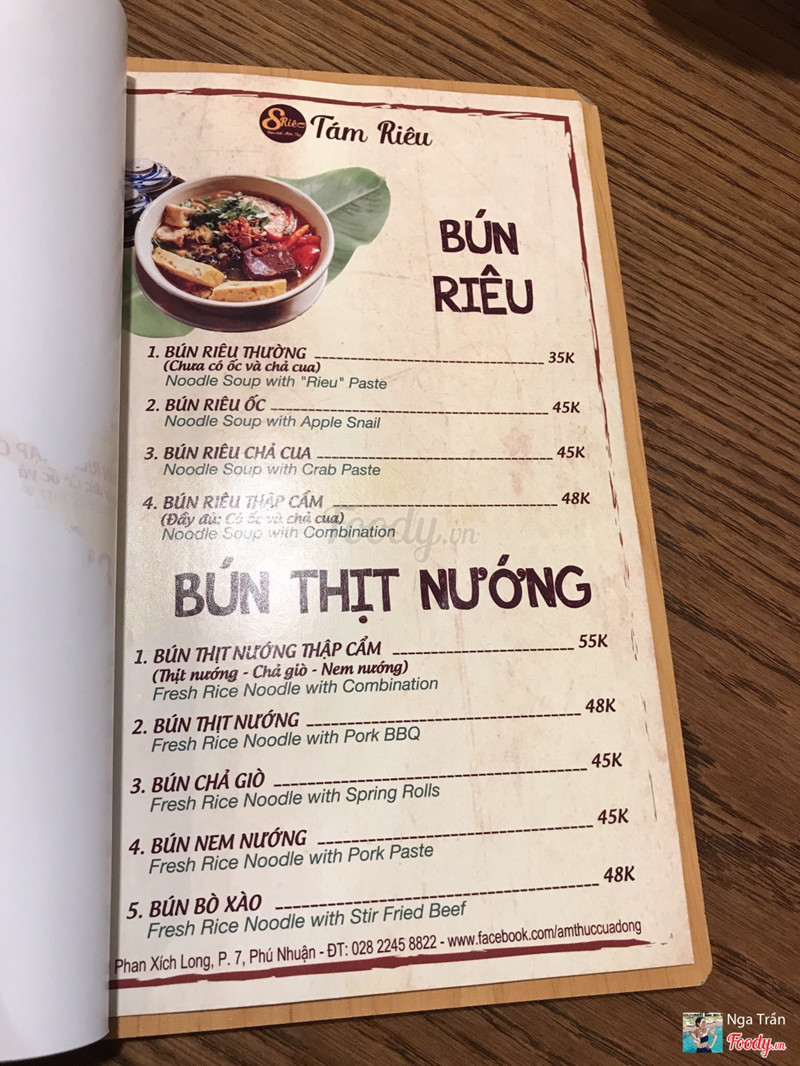 8 Riêu
Tám Riêu
BÚN
RIÊU
1. BÚN RIÊU THƯỜNG 35K
(Chưa có ốc và chả cua)
Noodle Soup with "Rieu" Paste
2. BÚN RIÊU ỐC 45K
Noodle Soup with Apple Snail
3. BÚN RIÊU CHẢ CUA 45K
Noodle Soup with Crab Paste
4. BÚN RIÊU THẬP CẨM 48K
(Đầy đủ: Có ốc và chả cua)
Noodle Soup with Combination
Foody.vn
BÚN THỊT NƯỚNG
1. BÚN THỊT NƯỚNG THẬP CẨM 55K
(Thịt nướng - Chả giò - Nem nướng)
Fresh Rice Noodle with Combination
2. BÚN THỊT NƯỚNG 48K
Fresh Rice Noodle with Pork BBQ
3. BÚN CHẢ GIÒ 45K
Fresh Rice Noodle with Spring Rolls
4. BÚN NEM NƯỚNG 45K
Fresh Rice Noodle with Pork Paste
5. BÚN BÒ XÀO 48K
Fresh Rice Noodle with Stir Fried Beef
Phan Xích Long, P. 7, Phú Nhuận - ĐT: 028 2245 8822 - www.facebook.com/amthuccuadong
Nga Trần
Foody.vn